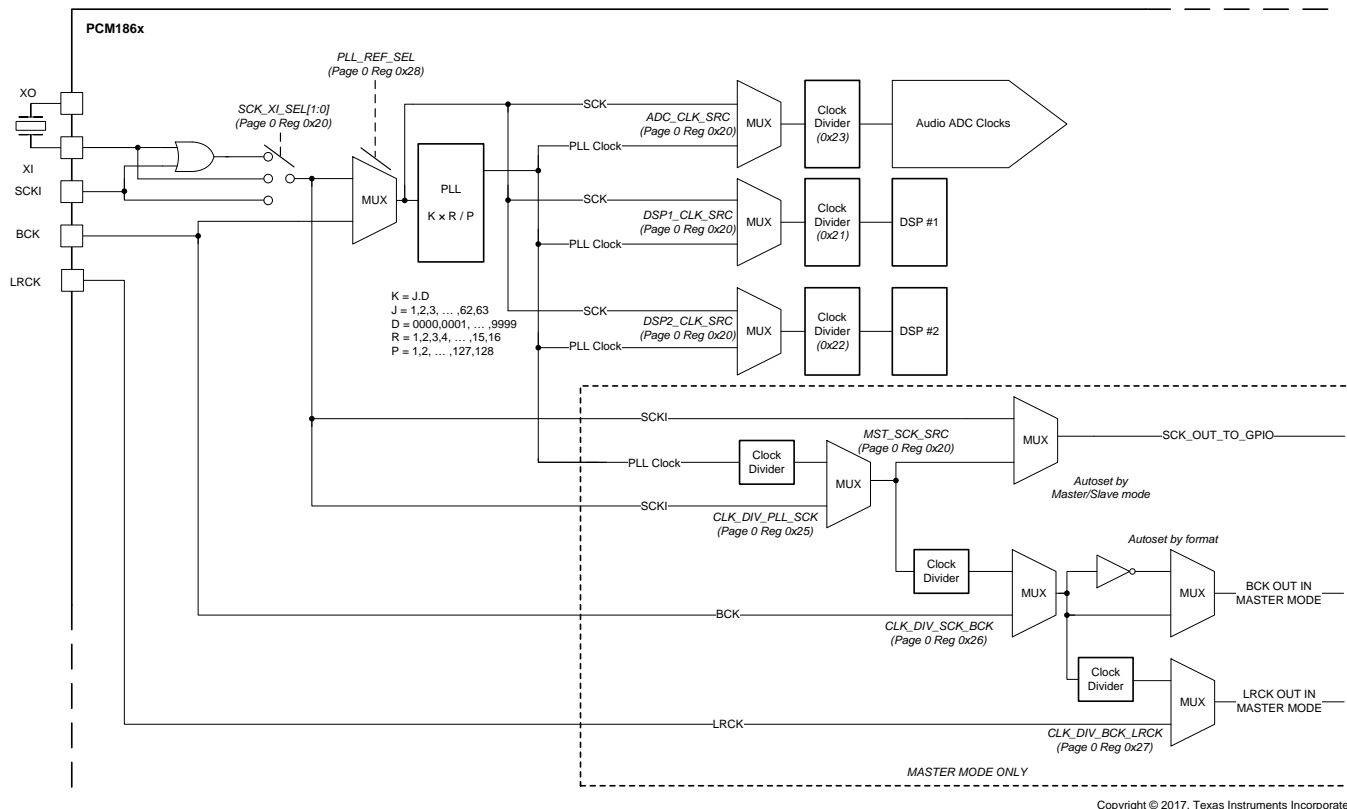 PCM186x
PLL_REF_SEL
(Page 0 Reg 0x28)
XO
SCK_XI_SEL[1:0]
(Page 0 Reg 0x20)
XI
SCKI
BCK
LRCK
MUX
PLL
K × R / P
K = J.D
J = 1,2,3, … ,62,63
D = 0000,0001, … ,9999
R = 1,2,3,4, … ,15,16
P = 1,2, … ,127,128
SCK
ADC_CLK_SRC
(Page 0 Reg 0x20)
PLL Clock
MUX
Clock
Divider
(0x23)
Audio ADC Clocks
SCK
DSP1_CLK_SRC
(Page 0 Reg 0x20)
PLL Clock
MUX
Clock
Divider
(0x21)
DSP #1
SCK
DSP2_CLK_SRC
(Page 0 Reg 0x20)
PLL Clock
MUX
Clock
Divider
(0x22)
DSP #2
SCKI
MUX
SCK_OUT_TO_GPIO
MST_SCK_SRC
(Page 0 Reg 0x20)
PLL Clock
Clock
Divider
MUX
Autoset by
Master/Slave mode
SCKI
CLK_DIV_PLL_SCK
(Page 0 Reg 0x25)
Autoset by format
Clock
Divider
MUX
MUX
BCK OUT IN
MASTER MODE
BCK
CLK_DIV_SCK_BCK
(Page 0 Reg 0x26)
Clock
Divider
MUX
LRCK OUT IN
MASTER MODE
LRCK
CLK_DIV_BCK_LRCK
(Page 0 Reg 0x27)
MASTER MODE ONLY
Copyright © 2017, Texas Instruments Incorporate